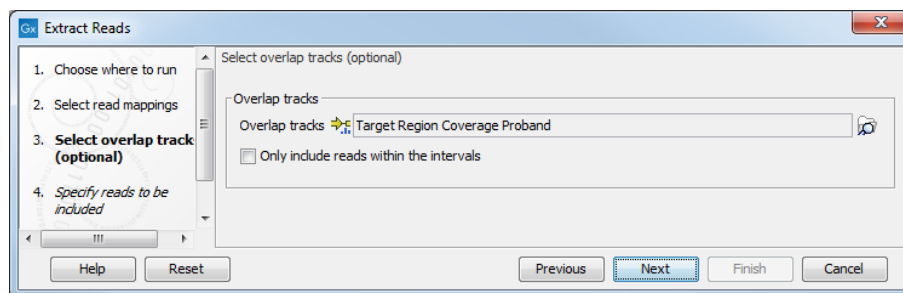 Gx Extract Reads
1. Choose where to run
2. Select read mappings
3. Select overlap track
(optional)
4. Specify reads to be
included
Select overlap tracks (optional)
Overlap tracks
Overlap tracks Target Region Coverage Proband
Only include reads within the intervals
Help Reset Previous Next Finish Cancel